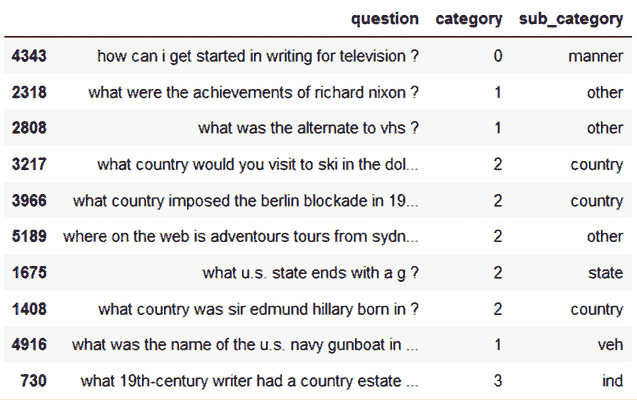 question category sub_category
4343 how can i get started in writing for television ? 0 manner
2318 what were the achievements of richard nixon ? 1 other
2808 what was the alternate to vhs ? 1 other
3217 what country would you visit to ski in the dol... 2 country
3966 what country imposed the berlin blockade in 19... 2 country
5189 where on the web is adventours tours from sydn... 2 other
1675 what u.s. state ends with a g ? 2 state
1408 what country was sir edmund hillary born in ? 2 country
4916 what was the name of the u.s. navy gunboat in ... 1 veh
730 what 19th-century writer had a country estate ... 3 ind